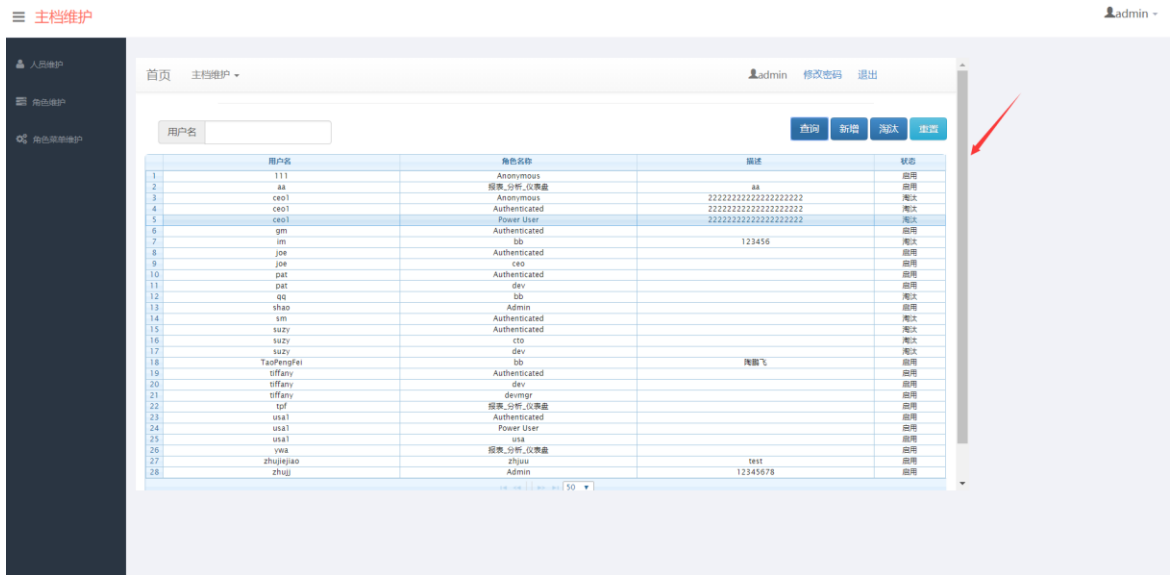 主档维护
admin
人员维护
角色维护
角色菜单维护
首页 主档维护 admin 修改密码 退出
用户名 查询 新增 淘汰 重置
用户名 角色名称 描述 状态
1 111 Anonymous 启用
2 aa 报表_分析_仪表盘 aa 启用
3 ceo1 Anonymous 22222222222222222222 淘汰
4 ceo1 Authenticated 22222222222222222222 淘汰
5 ceo1 Power User 22222222222222222222 淘汰
6 gm Authenticated 启用
7 im bb 123456 淘汰
8 joe Authenticated 启用
9 joe ceo 启用
10 pat Authenticated 启用
11 pat dev 启用
12 qq bb 淘汰
13 shao Admin 启用
14 sm Authenticated 淘汰
15 suzy Authenticated 淘汰
16 suzy cto 淘汰
17 suzy dev 淘汰
18 TaoPengFei bb 陶鹏飞 启用
19 tiffany Authenticated 启用
20 tiffany dev 启用
21 tiffany devmgr 启用
22 tpf 报表_分析_仪表盘 启用
23 usa1 Authenticated 启用
24 usa1 Power User 启用
25 usa1 usa 启用
26 ywa 报表_分析_仪表盘 启用
27 zhujiejiao zhjuu test 启用
28 zhujj Admin 12345678 启用
50